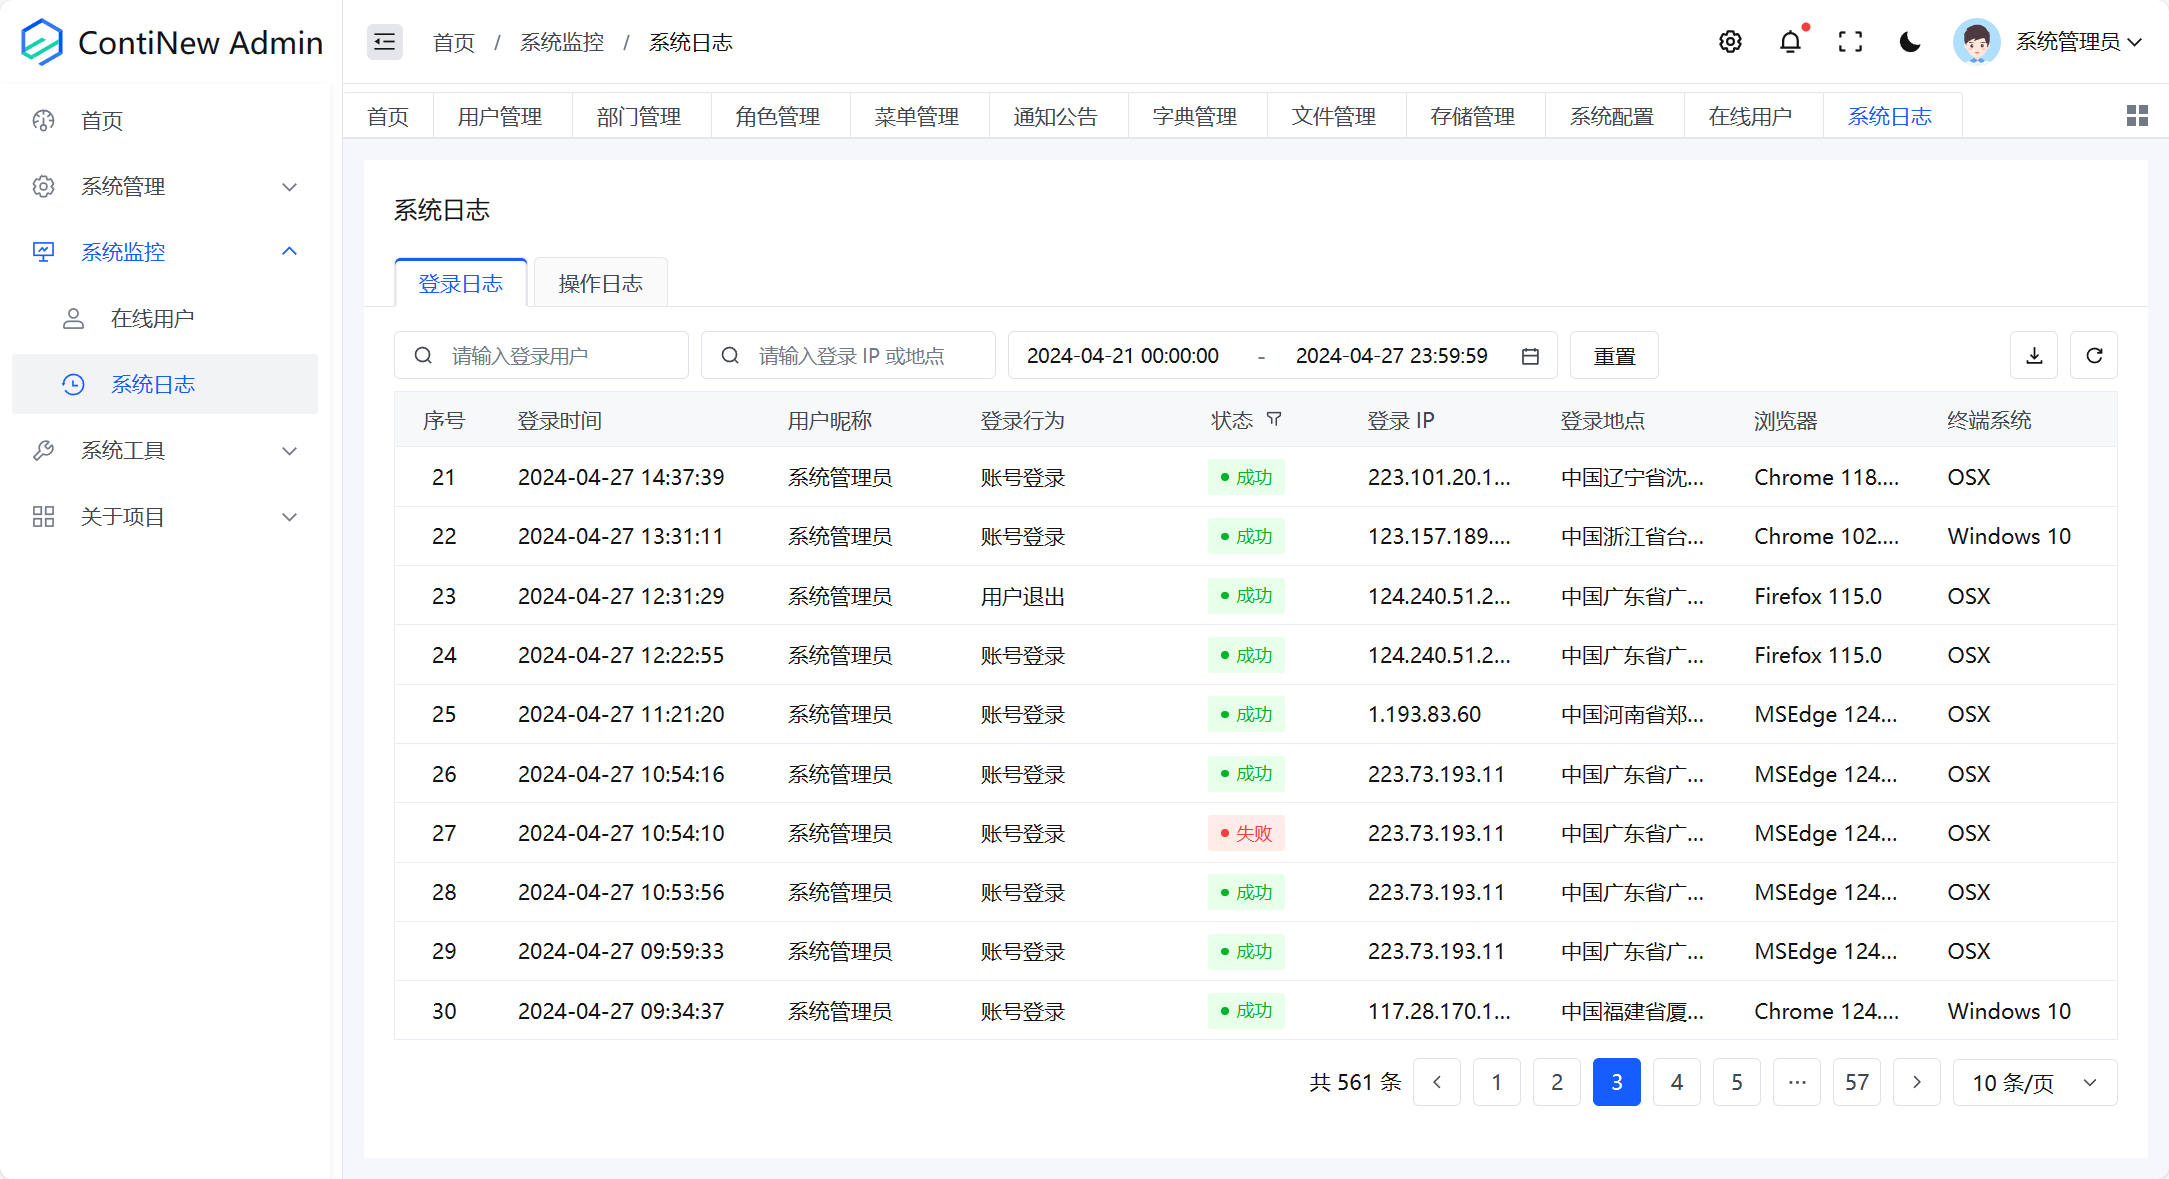 ContiNew Admin
首页 / 系统监控 / 系统日志
系统管理员
首页
系统管理
系统监控
在线用户
系统日志
系统工具
关于项目
首页 用户管理 部门管理 角色管理 菜单管理 通知公告 字典管理 文件管理 存储管理 系统配置 在线用户 系统日志
系统日志
登录日志 操作日志
请输入登录用户 请输入登录 IP 或地点 2024-04-21 00:00:00 - 2024-04-27 23:59:59 重置
序号 登录时间 用户昵称 登录行为 状态 登录 IP 登录地点 浏览器 终端系统
21 2024-04-27 14:37:39 系统管理员 账号登录 成功 223.101.20.1... 中国辽宁省沈... Chrome 118.... OSX
22 2024-04-27 13:31:11 系统管理员 账号登录 成功 123.157.189.... 中国浙江省台... Chrome 102.... Windows 10
23 2024-04-27 12:31:29 系统管理员 用户退出 成功 124.240.51.2... 中国广东省广... Firefox 115.0 OSX
24 2024-04-27 12:22:55 系统管理员 账号登录 成功 124.240.51.2... 中国广东省广... Firefox 115.0 OSX
25 2024-04-27 11:21:20 系统管理员 账号登录 成功 1.193.83.60 中国河南省郑... MSEdge 124... OSX
26 2024-04-27 10:54:16 系统管理员 账号登录 成功 223.73.193.11 中国广东省广... MSEdge 124... OSX
27 2024-04-27 10:54:10 系统管理员 账号登录 失败 223.73.193.11 中国广东省广... MSEdge 124... OSX
28 2024-04-27 10:53:56 系统管理员 账号登录 成功 223.73.193.11 中国广东省广... MSEdge 124... OSX
29 2024-04-27 09:59:33 系统管理员 账号登录 成功 223.73.193.11 中国广东省广... MSEdge 124... OSX
30 2024-04-27 09:34:37 系统管理员 账号登录 成功 117.28.170.1... 中国福建省厦... Chrome 124.... Windows 10
共 561 条 1 2 3 4 5 ... 57 10 条/页